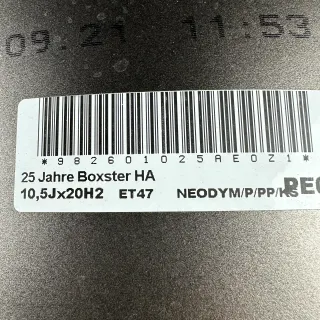 09.21 11:53
*982601025AE0Z1*
25 Jahre Boxster HA
10,5Jx20H2 ET47 NEODYM/P/PP/KS